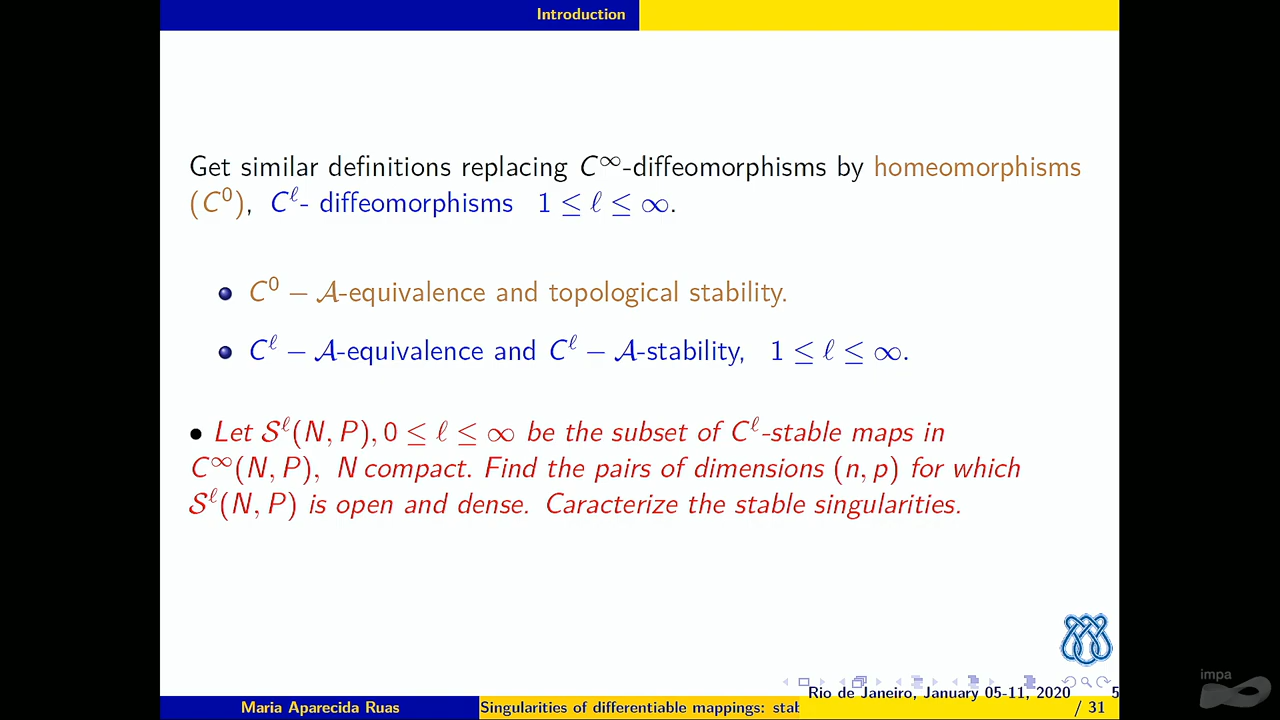 Introduction
Get similar definitions replacing C^∞-diffeomorphisms by homeomorphisms
(C^0), C^ℓ- diffeomorphisms 1 ≤ ℓ ≤ ∞.
C^0 − 𝒜-equivalence and topological stability.
C^ℓ − 𝒜-equivalence and C^ℓ − 𝒜-stability, 1 ≤ ℓ ≤ ∞.
• Let 𝒮^ℓ(N, P), 0 ≤ ℓ ≤ ∞ be the subset of C^ℓ-stable maps in
C^∞(N, P), N compact. Find the pairs of dimensions (n, p) for which
𝒮^ℓ(N, P) is open and dense. Caracterize the stable singularities.
impa
Rio de Janeiro, January 05-11, 2020 5
Maria Aparecida Ruas Singularities of differentiable mappings: stab / 31